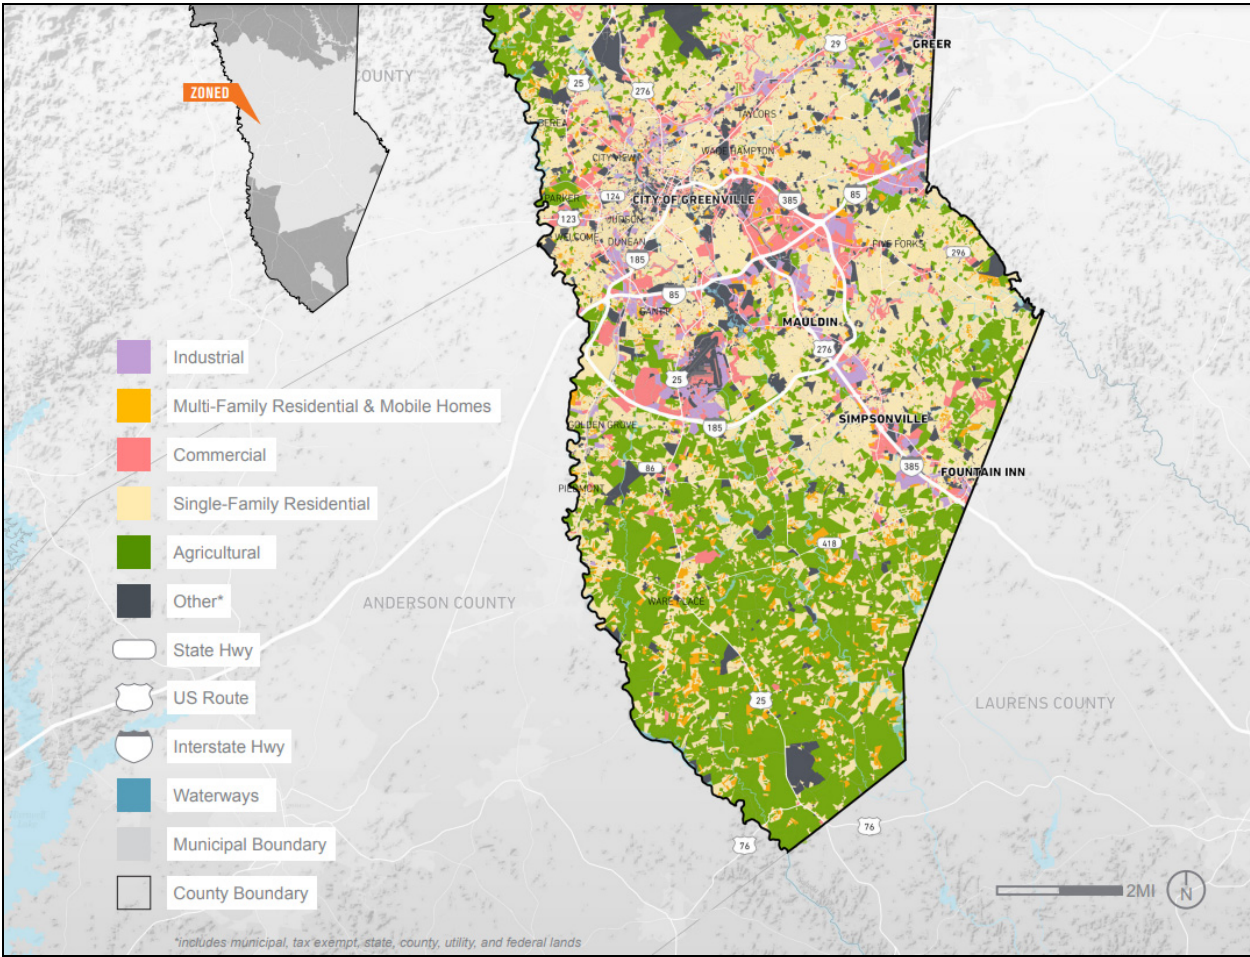 COUNTY
ZONED
29
GREER
25
276
TAYLORS
BEREA
CITY VIEW
WADE HAMPTON
PARKER
124
CITY OF GREENVILLE
385
85
123
JUDSON
WELCOME
DUNEAN
FIVE FORKS
296
185
85
GANTT
MAULDIN
276
25
SIMPSONVILLE
GOLDEN GROVE
185
86
385
FOUNTAIN INN
PIEDMONT
418
WARE PLACE
ANDERSON COUNTY
25
LAURENS COUNTY
76
76
Industrial
Multi-Family Residential & Mobile Homes
Commercial
Single-Family Residential
Agricultural
Other*
State Hwy
US Route
Interstate Hwy
Waterways
Municipal Boundary
County Boundary
2MI
N
*includes municipal, tax exempt, state, county, utility, and federal lands